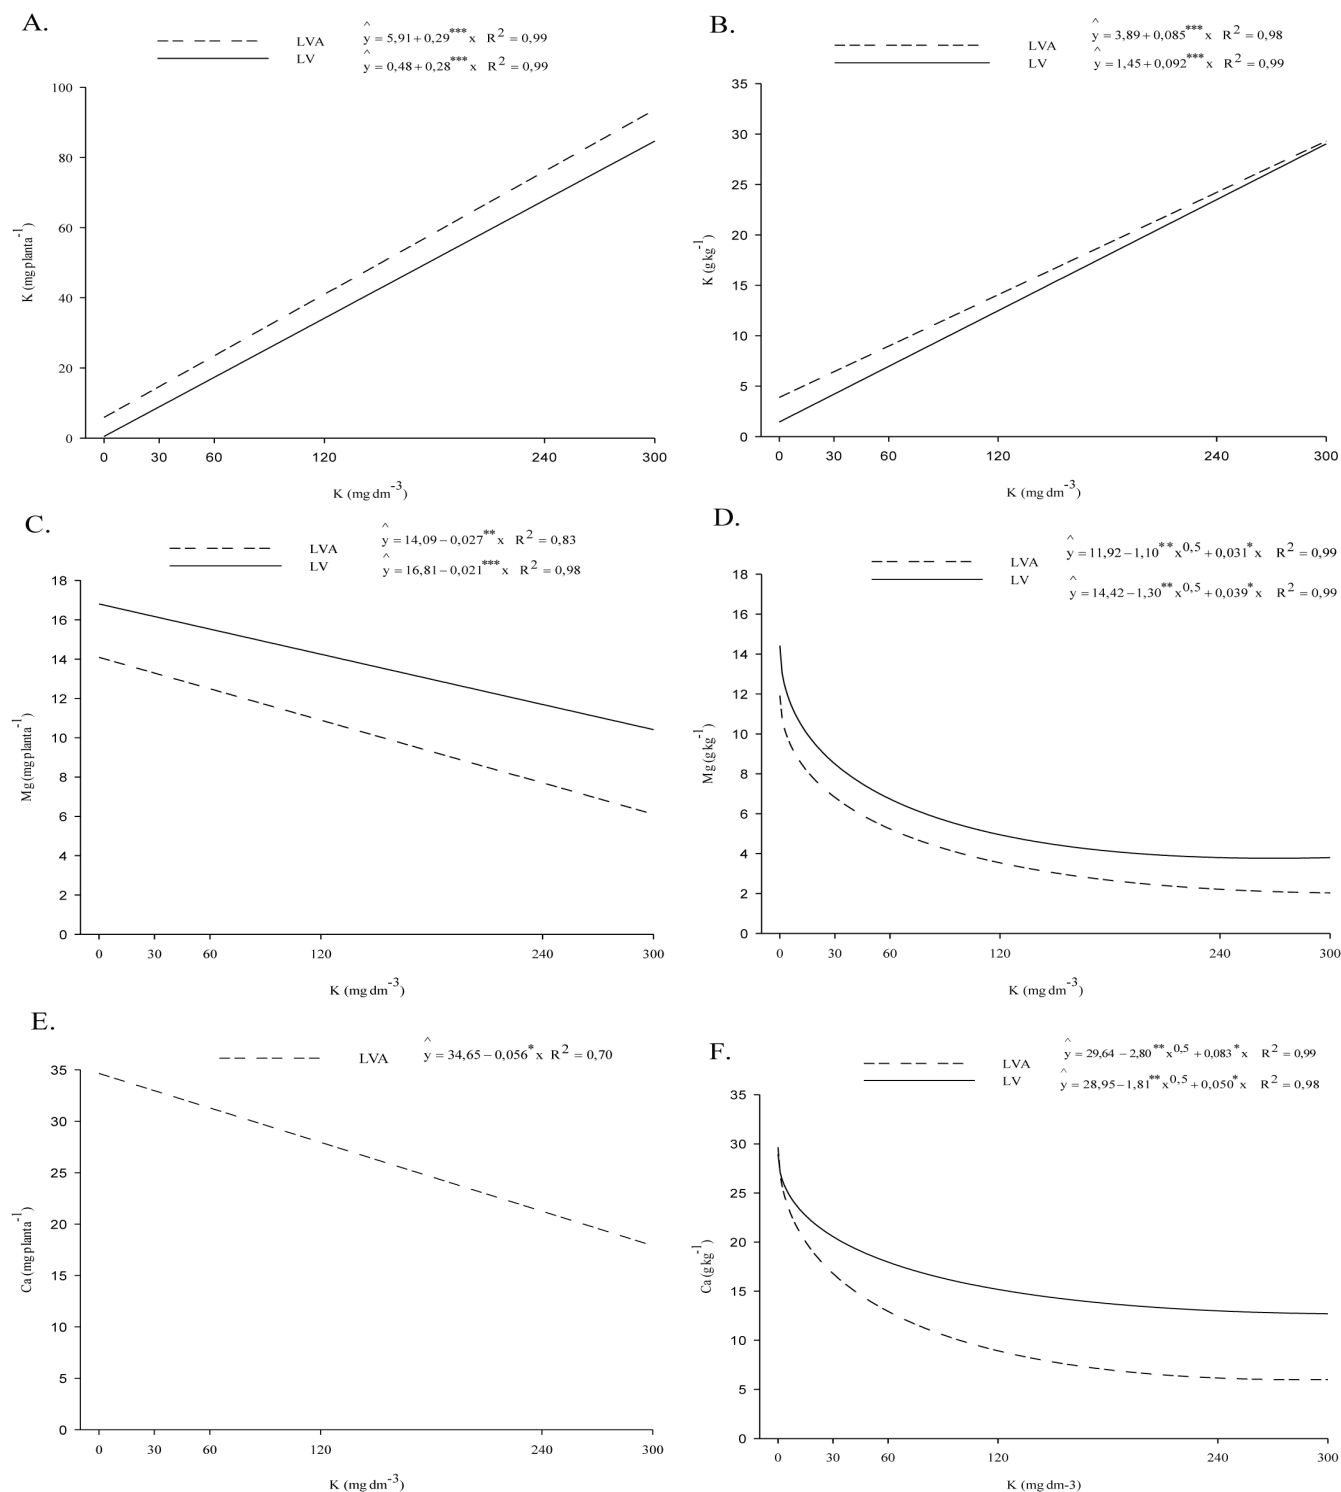 A.
LVA ŷ = 5,91 + 0,29***x R² = 0,99
LV ŷ = 0,48 + 0,28***x R² = 0,99
100
80
60
40
20
0
K (mg planta⁻¹)
0 30 60 120 240 300
K (mg dm⁻³)
B.
LVA ŷ = 3,89 + 0,085***x R² = 0,98
LV ŷ = 1,45 + 0,092***x R² = 0,99
35
30
25
20
15
10
5
0
K (g kg⁻¹)
0 30 60 120 240 300
K (mg dm⁻³)
C.
LVA ŷ = 14,09 – 0,027**x R² = 0,83
LV ŷ = 16,81 – 0,021***x R² = 0,98
18
16
14
12
10
8
6
4
2
0
Mg (mg planta⁻¹)
0 30 60 120 240 300
K (mg dm⁻³)
D.
LVA ŷ = 11,92 – 1,10**x⁰,⁵ + 0,031*x R² = 0,99
LV ŷ = 14,42 – 1,30**x⁰,⁵ + 0,039*x R² = 0,99
18
16
14
12
10
8
6
4
2
0
Mg (g kg⁻¹)
0 30 60 120 240 300
K (mg dm⁻³)
E.
LVA ŷ = 34,65 – 0,056*x R² = 0,70
35
30
25
20
15
10
5
0
Ca (mg planta⁻¹)
0 30 60 120 240 300
K (mg dm⁻³)
F.
LVA ŷ = 29,64 – 2,80**x⁰,⁵ + 0,083*x R² = 0,99
LV ŷ = 28,95 – 1,81**x⁰,⁵ + 0,050*x R² = 0,98
35
30
25
20
15
10
5
0
Ca (g kg⁻¹)
0 30 60 120 240 300
K (mg dm-3)